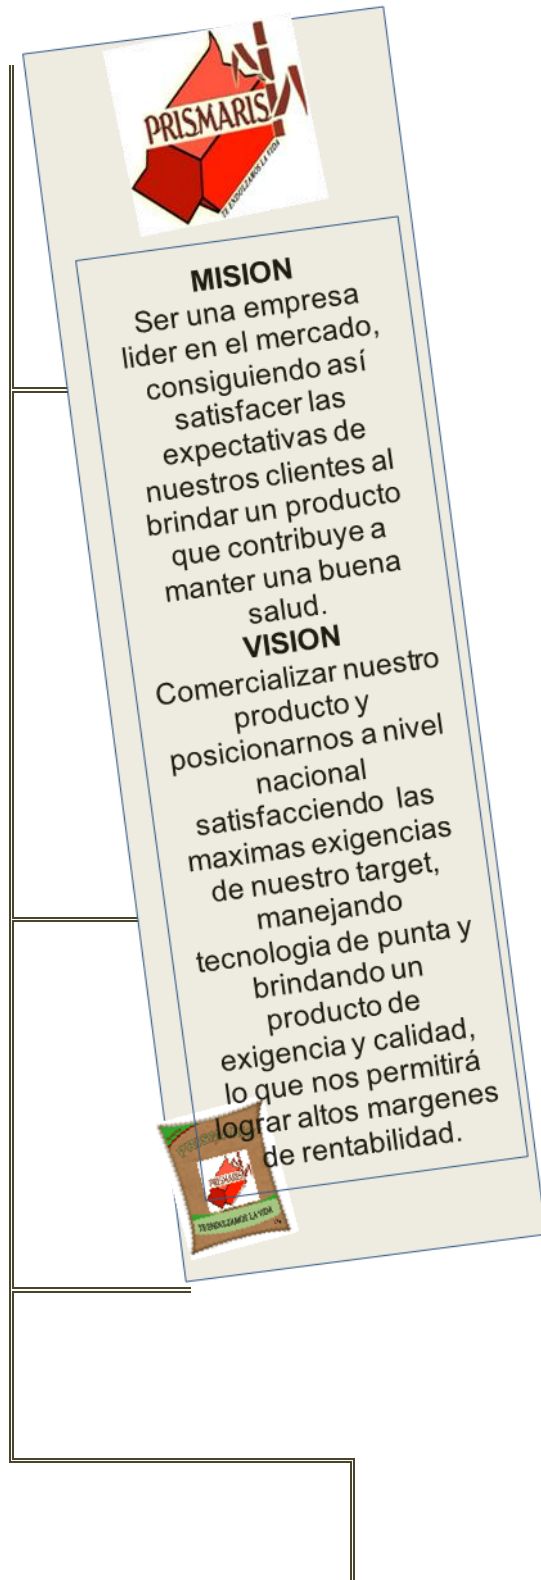 PRISMARIS
TE ENDULZAMOS LA VIDA
MISION
Ser una empresa
lider en el mercado,
consiguiendo así
satisfacer las
expectativas de
nuestros clientes al
brindar un producto
que contribuye a
manter una buena
salud.
VISION
Comercializar nuestro
producto y
posicionarnos a nivel
nacional
satisfacciendo las
maximas exigencias
de nuestro target,
manejando
tecnologia de punta y
brindando un
producto de
exigencia y calidad,
lo que nos permitirá
lograr altos margenes
de rentabilidad.
PRISMARIS
TE ENDULZAMOS LA VIDA